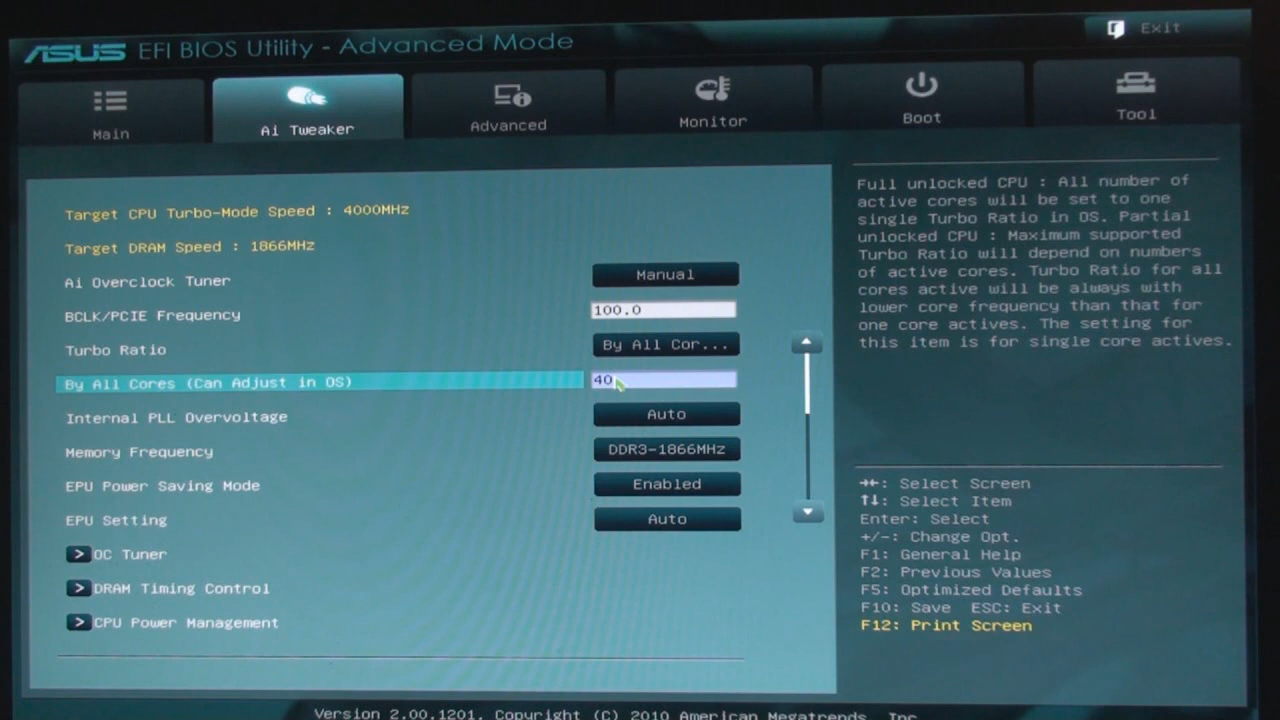 ASUS EFI BIOS Utility - Advanced Mode
Exit
Main
Ai Tweaker
Advanced
Monitor
Boot
Tool
Target CPU Turbo-Mode Speed : 4000MHz
Target DRAM Speed : 1866MHz
Ai Overclock Tuner Manual
BCLK/PCIE Frequency 100.0
Turbo Ratio By All Cor...
By All Cores (Can Adjust in OS) 40
Internal PLL Overvoltage Auto
Memory Frequency DDR3-1866MHz
EPU Power Saving Mode Enabled
EPU Setting Auto
> OC Tuner
> DRAM Timing Control
> CPU Power Management
Full unlocked CPU : All number of
active cores will be set to one
single Turbo Ratio in OS. Partial
unlocked CPU : Maximum supported
Turbo Ratio will depend on numbers
of active cores. Turbo Ratio for all
cores active will be always with
lower core frequency than that for
one core actives. The setting for
this item is for single core actives.
→←: Select Screen
↑↓: Select Item
Enter: Select
+/-: Change Opt.
F1: General Help
F2: Previous Values
F5: Optimized Defaults
F10: Save ESC: Exit
F12: Print Screen
Version 2.00.1201. Copyright (C) 2010 American Megatrends, Inc.